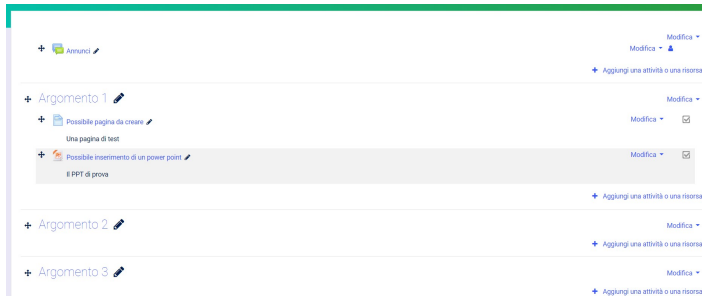 Modifica
Annunci
Modifica
Aggiungi una attività o una risorsa
Argomento 1
Modifica
Possibile pagina da creare
Modifica
Una pagina di test
Possibile inserimento di un power point
Modifica
Il PPT di prova
Aggiungi una attività o una risorsa
Argomento 2
Modifica
Aggiungi una attività o una risorsa
Argomento 3
Modifica
Aggiungi una attività o una risorsa